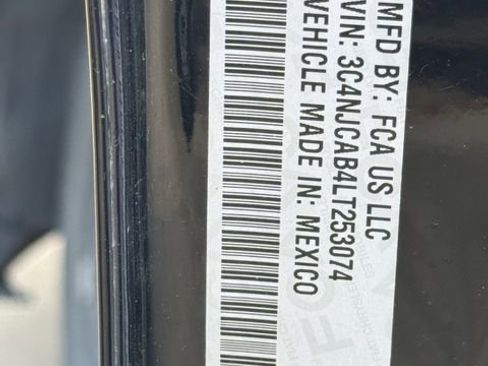 MFD BY: FCA US LLC
VIN: 3C4NJCAB4LT253074
VEHICLE MADE IN: MEXICO